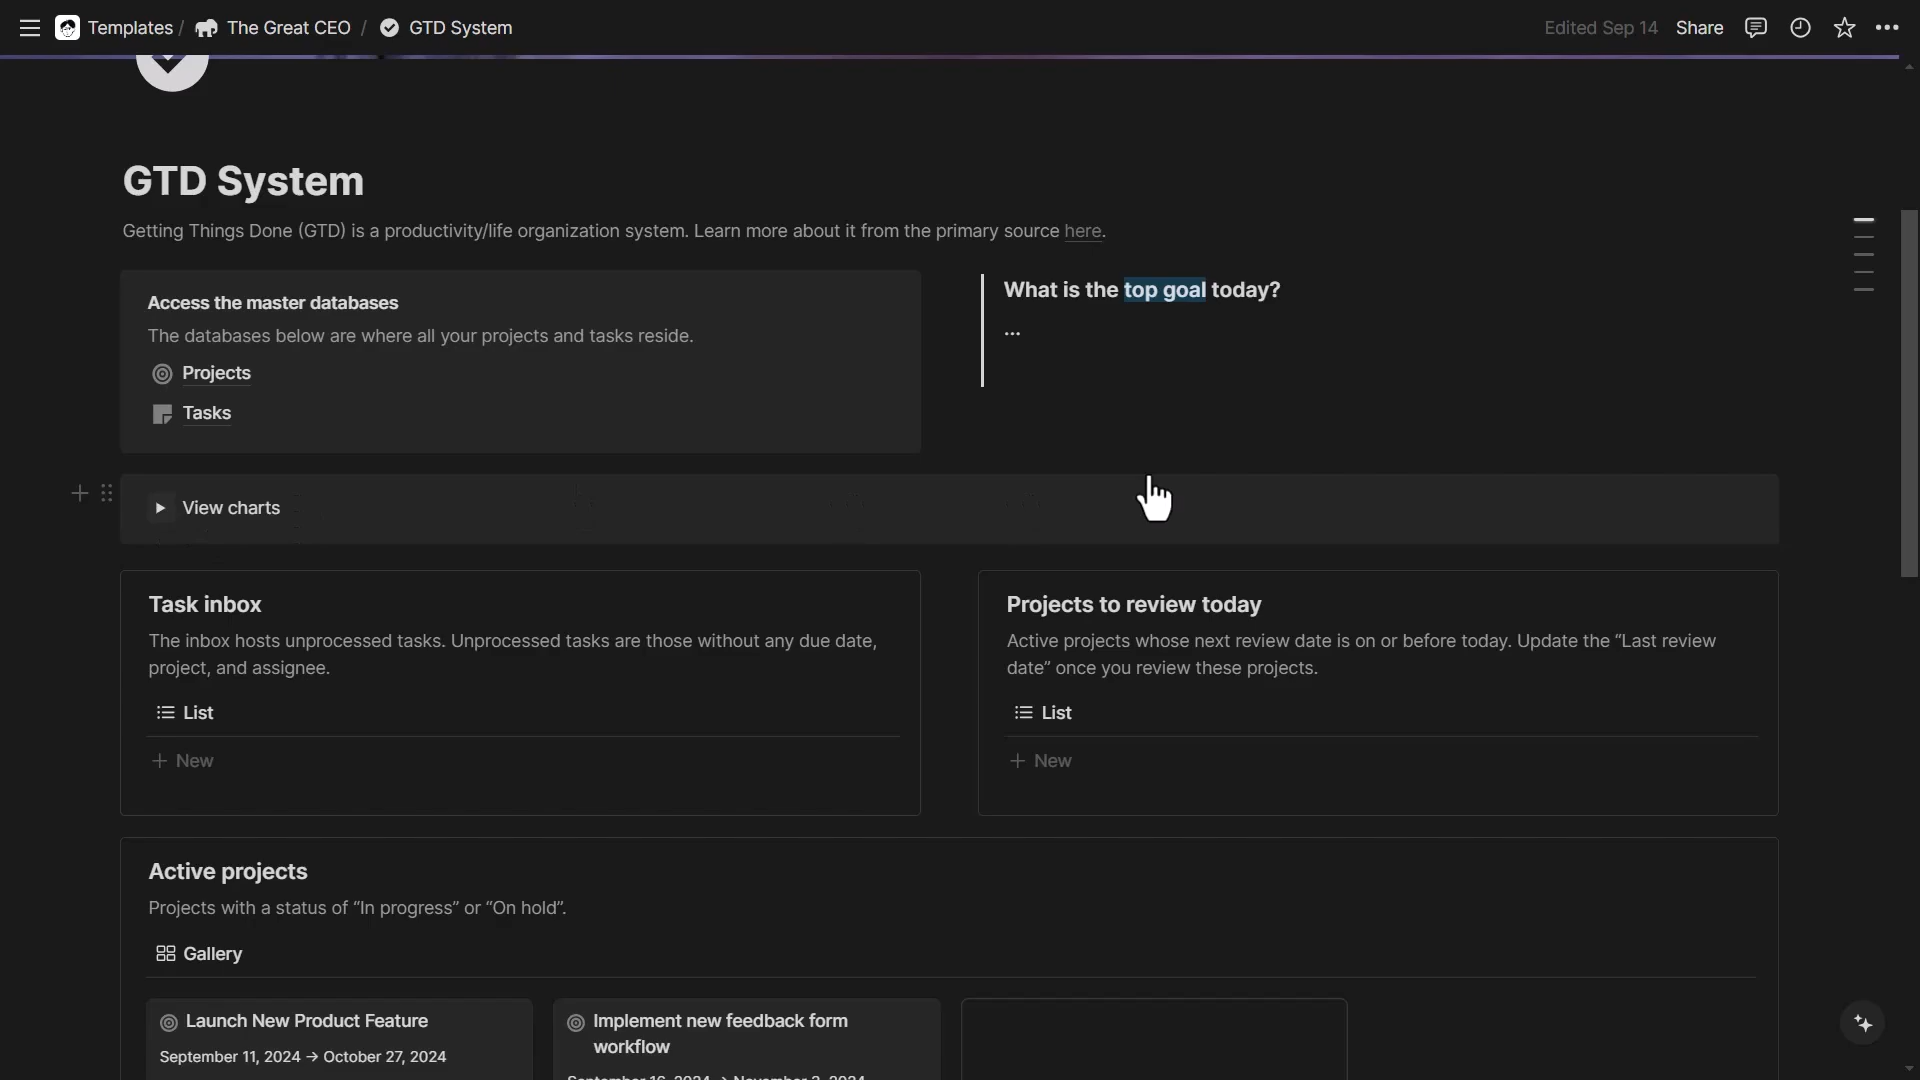 Templates / The Great CEO / GTD System
Edited Sep 14 Share
GTD System
Getting Things Done (GTD) is a productivity/life organization system. Learn more about it from the primary source here.
Access the master databases
The databases below are where all your projects and tasks reside.
Projects
Tasks
What is the top goal today?
...
View charts
Task inbox
The inbox hosts unprocessed tasks. Unprocessed tasks are those without any due date,
project, and assignee.
List
New
Projects to review today
Active projects whose next review date is on or before today. Update the “Last review
date” once you review these projects.
List
New
Active projects
Projects with a status of “In progress” or “On hold”.
Gallery
Launch New Product Feature
September 11, 2024 → October 27, 2024
Implement new feedback form
workflow
September 16, 2024 → November 3, 2024